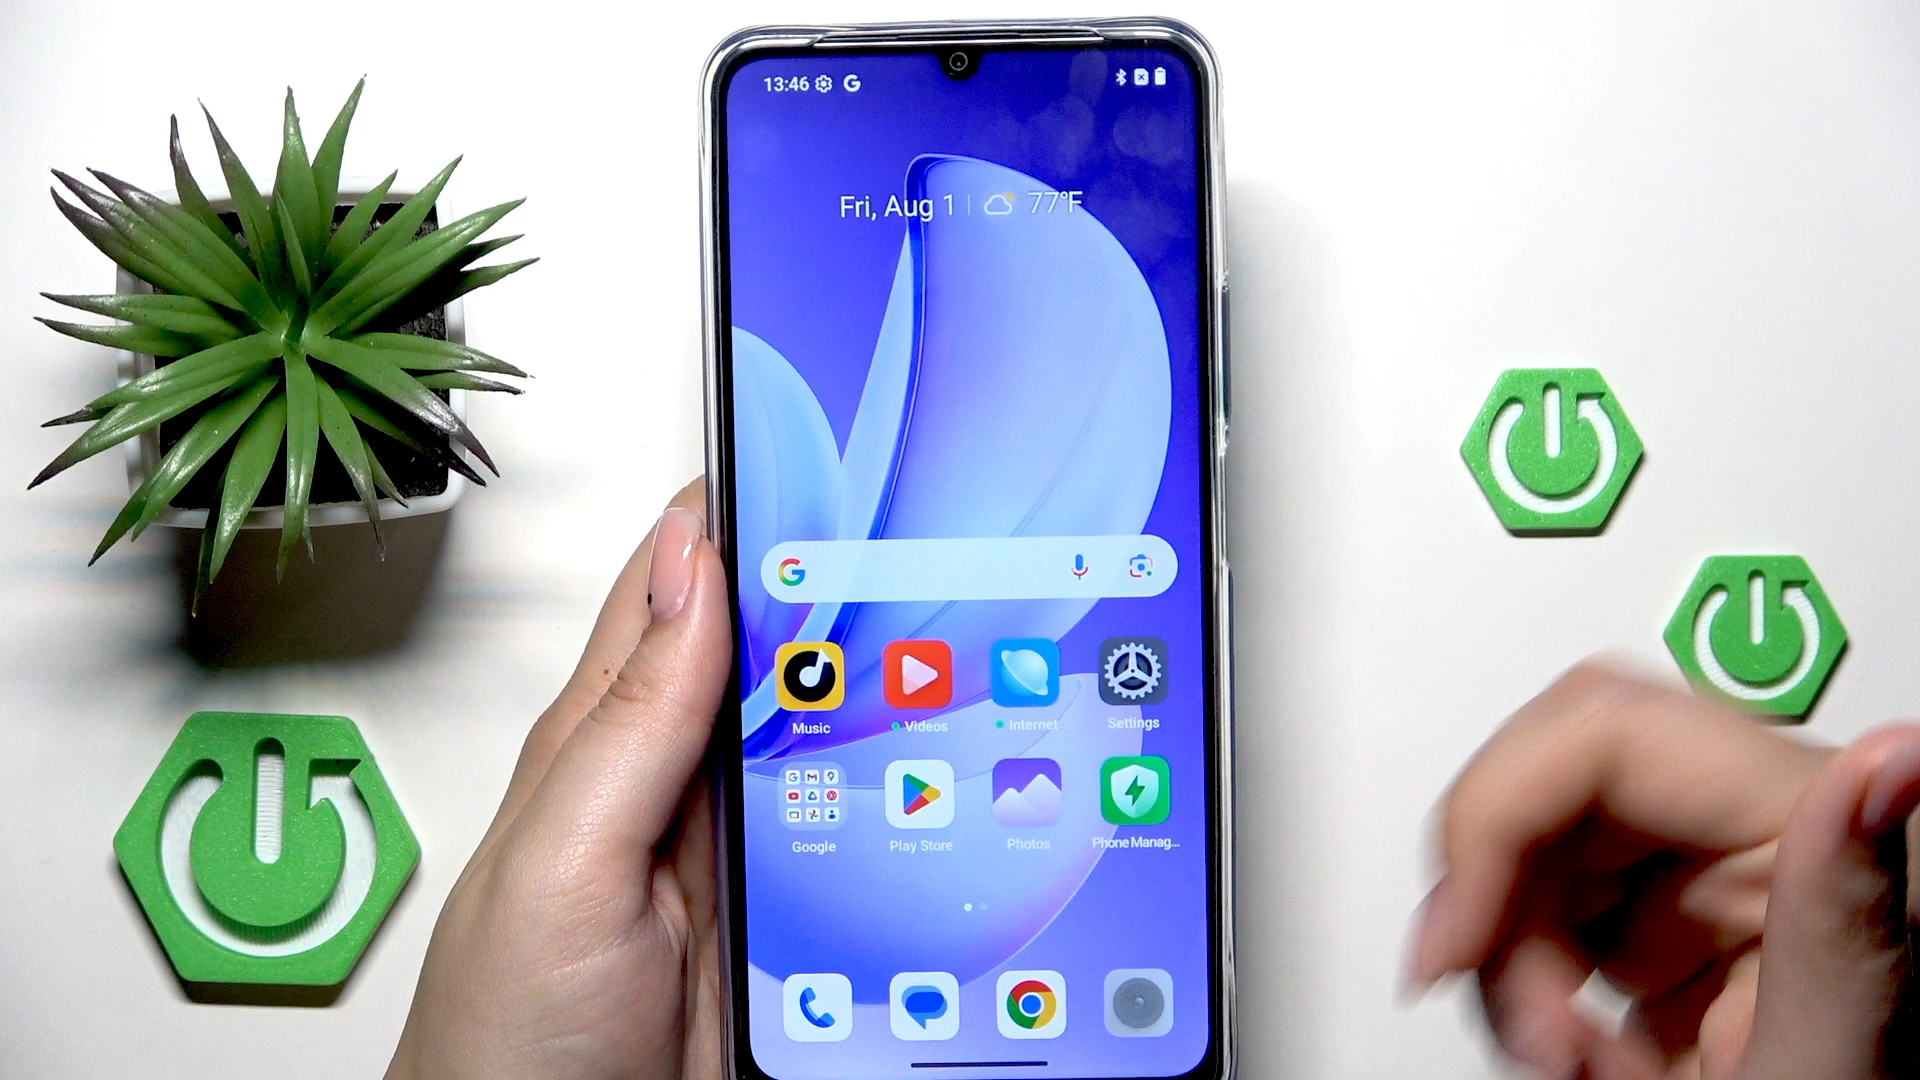 13:46
Fri, Aug 1 | 77°F
Music Videos Internet Settings
Google Play Store Photos Phone Manag...